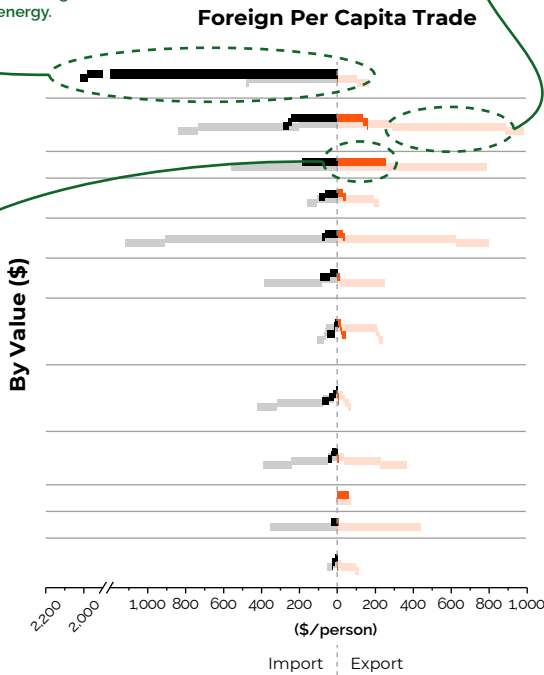 energy.
Foreign Per Capita Trade
By Value ($)
2,200 2,000 1,000 800 600 400 200 0 200 400 600 800 1,000
($/person)
Import Export